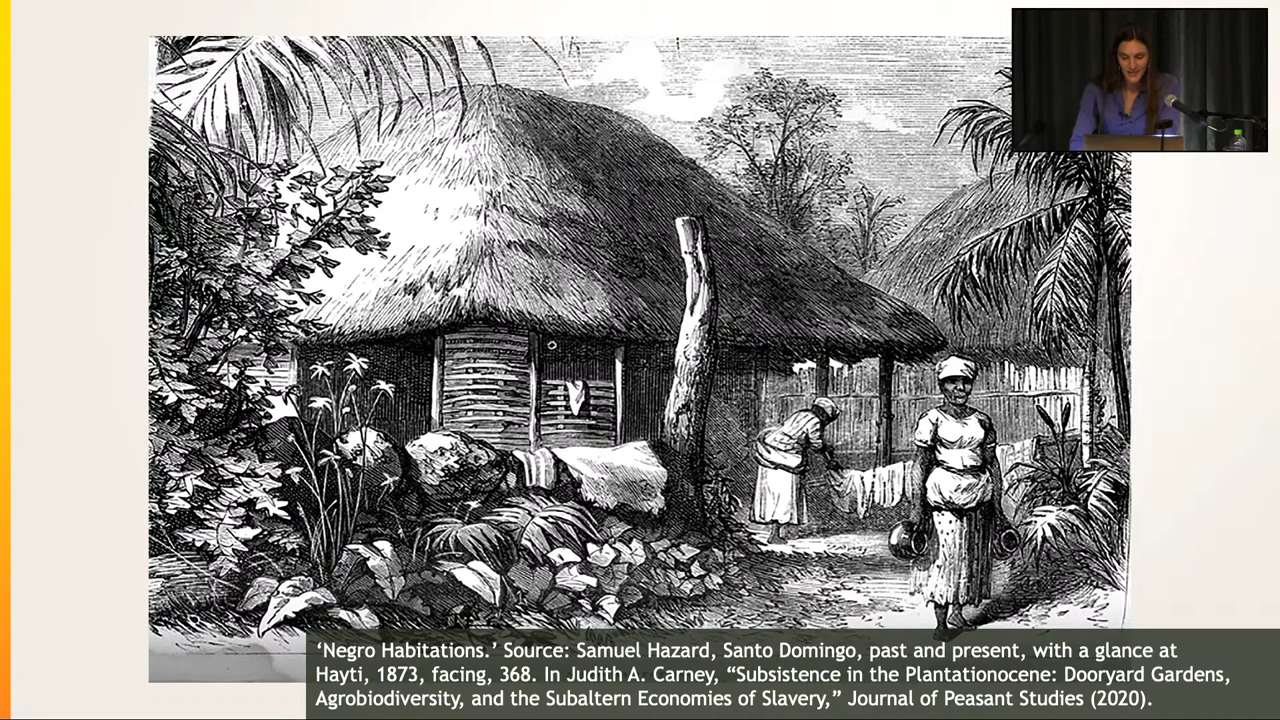 ‘Negro Habitations.’ Source: Samuel Hazard, Santo Domingo, past and present, with a glance at
Hayti, 1873, facing, 368. In Judith A. Carney, “Subsistence in the Plantationocene: Dooryard Gardens,
Agrobiodiversity, and the Subaltern Economies of Slavery,” Journal of Peasant Studies (2020).